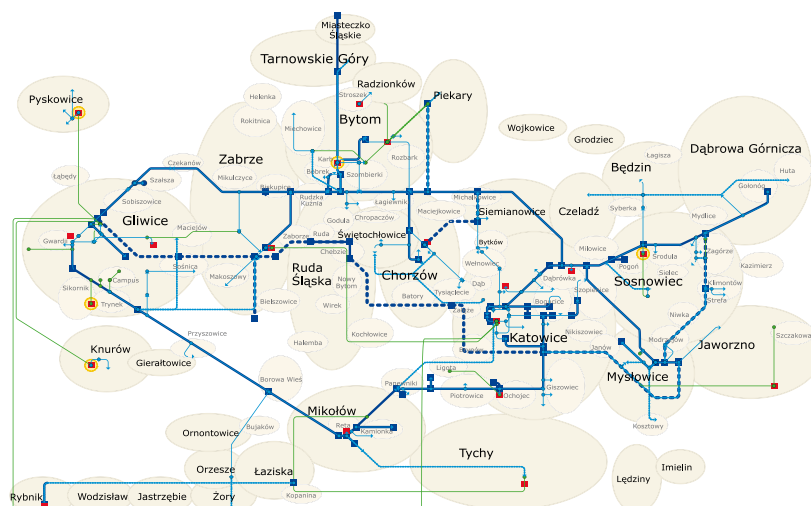 Miasteczko
Śląskie
Tarnowskie Góry
Radzionków
Stroszek
Piekary
Pyskowice
Helenka
Rokitnica
Bytom
Miechowice
Wojkowice
Grodziec
Dąbrowa Górnicza
Łagisza
Będzin
Huta
Gołonóg
Zabrze
Czekanów
Karb
Bobrek
Szombierki
Rozbark
Łabędy
Szałsza
Mikulczyce
Biskupice
Rudzka
Kuźnia
Łagiewniki
Michałkowice
Sobiszowice
Godula
Chropaczów
Maciejkowice
Siemianowice
Czeladź
Syberka
Mydlice
Gliwice
Maciejów
Zaborze
Ruda
Chebzie
Świętochłowice
Bytków
Milowice
Pogoń
Środula
Zagórze
Sielec
Kazimierz
Sośnica
Makoszowy
Ruda
Śląska
Nowy
Bytom
Chorzów
Wełnowiec
Dąbrówka
Sosnowiec
Klimontów
Strefa
Sikornik
Campus
Trynek
Bielszowice
Wirek
Batory
Tysiąclecie
Dąb
Załęże
Bogucice
Szopienice
Niwka
Knurów
Gierałtowice
Przyszowice
Halemba
Kochłowice
Katowice
Nikiszowiec
Janów
Modrzejów
Jaworzno
Szczakowa
Borowa Wieś
Panewniki
Ligota
Piotrowice
Ochojec
Giszowiec
Mysłowice
Kosztowy
Mikołów
Reta
Kamionka
Bujaków
Ornontowice
Orzesze
Łaziska
Kopanina
Tychy
Lędziny
Imielin
Rybnik
Wodzisław
Jastrzębie
Żory